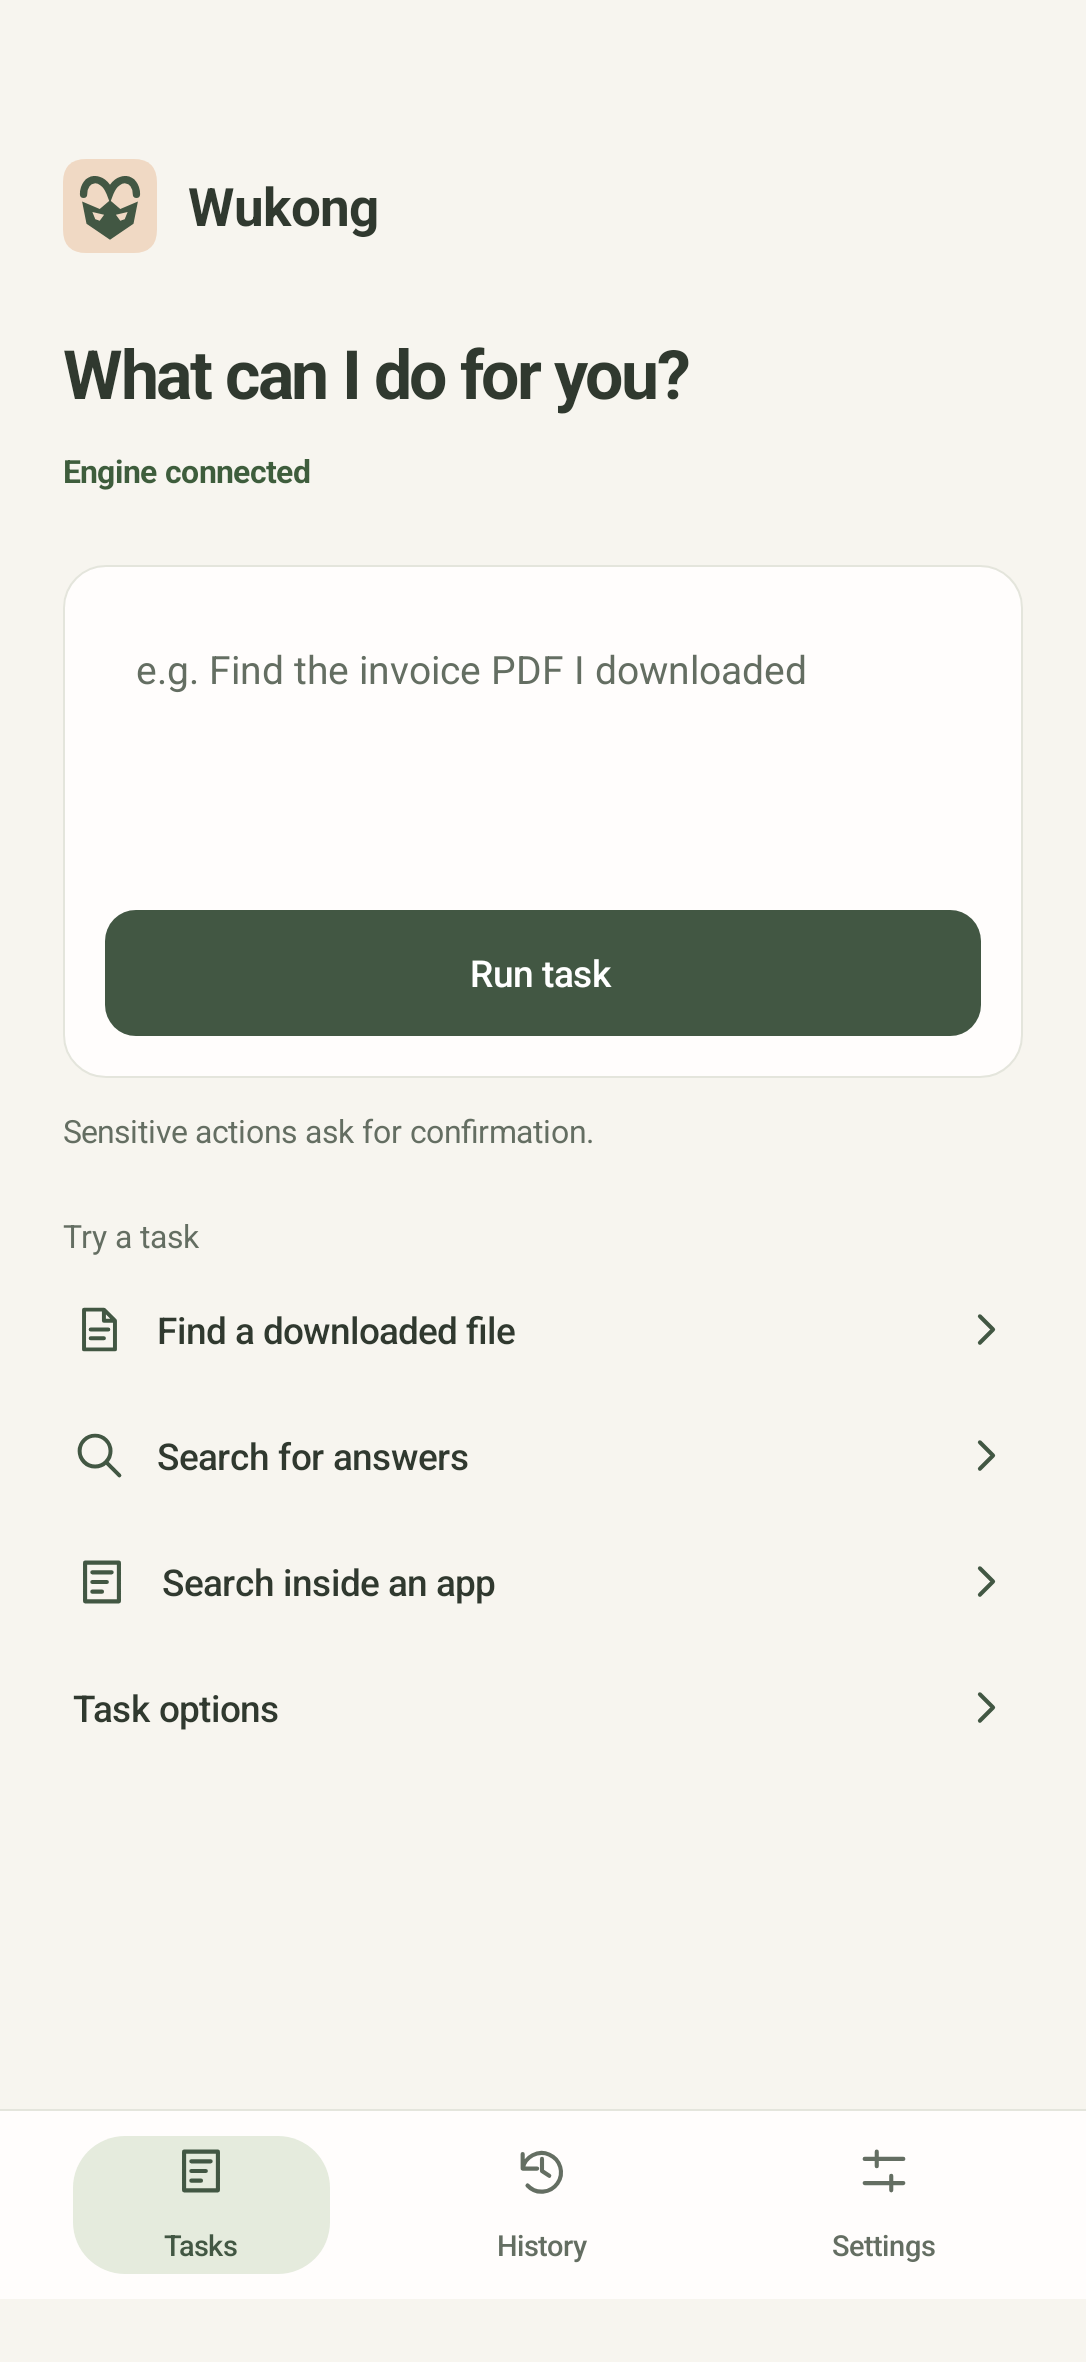 Wukong
What can I do for you?
Engine connected
e.g. Find the invoice PDF I downloaded
Run task
Sensitive actions ask for confirmation.
Try a task
Find a downloaded file
Search for answers
Search inside an app
Task options
Tasks
History
Settings